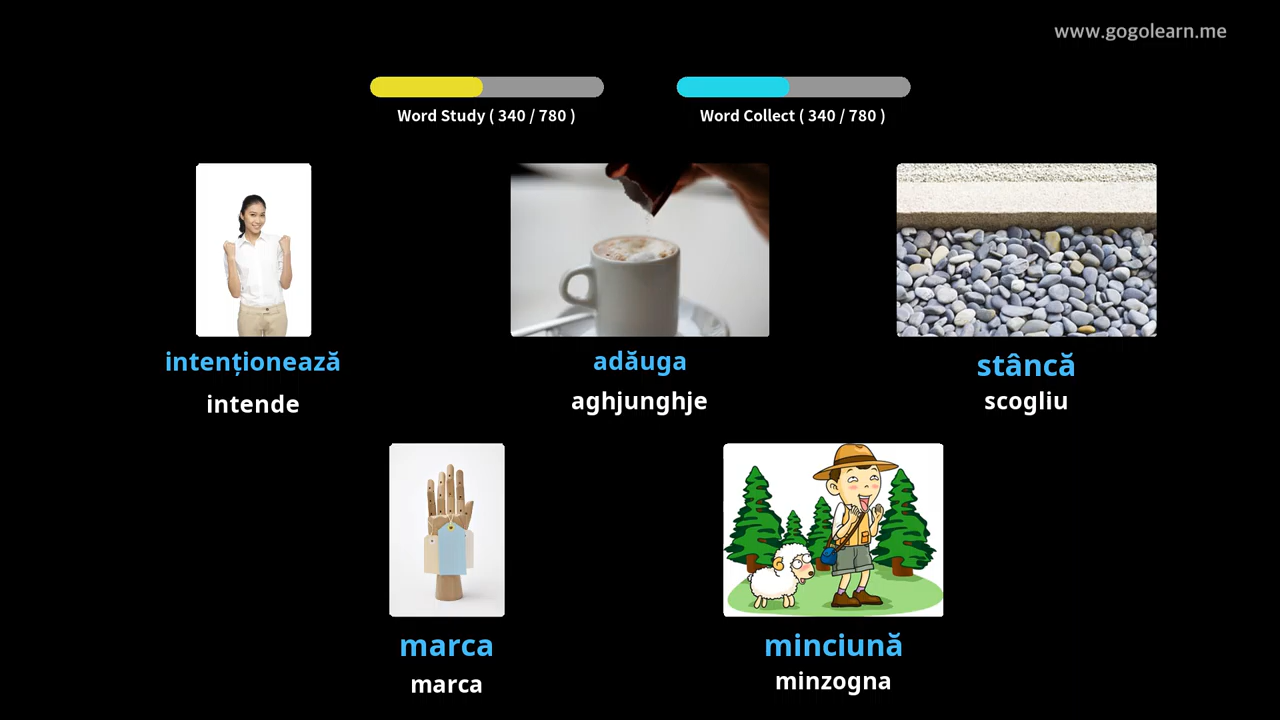 www.gogolearn.me
Word Study ( 340 / 780 )
Word Collect ( 340 / 780 )
intenționează
intende
adăuga
aghjunghje
stâncă
scogliu
marca
marca
minciună
minzogna